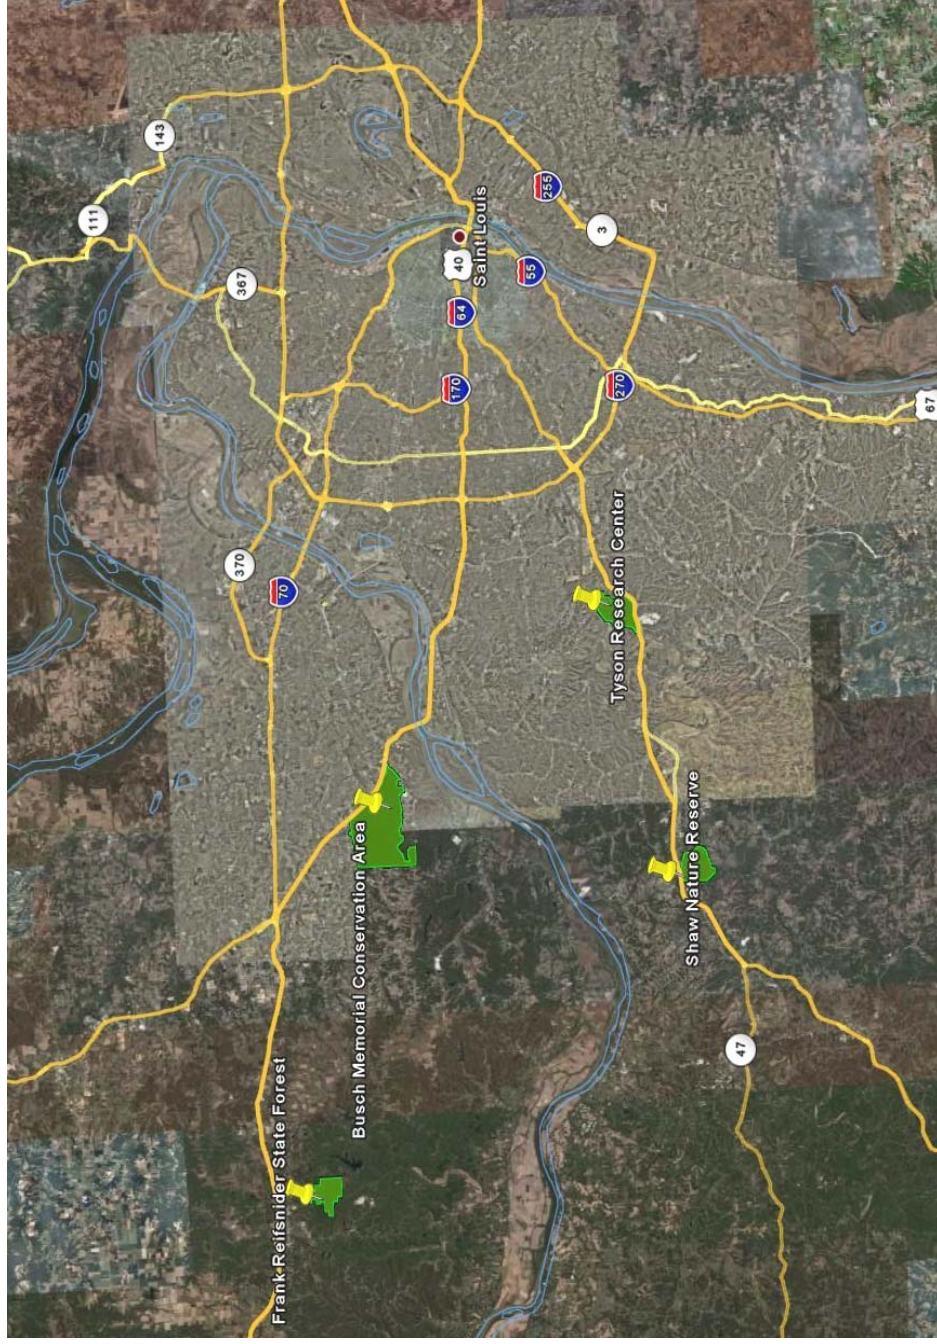 143
111
367
255
3
Saint Louis
40
55
64
170
270
67
370
70
Tyson Research Center
Busch Memorial Conservation Area
Shaw Nature Reserve
47
Frank Reifsnider State Forest